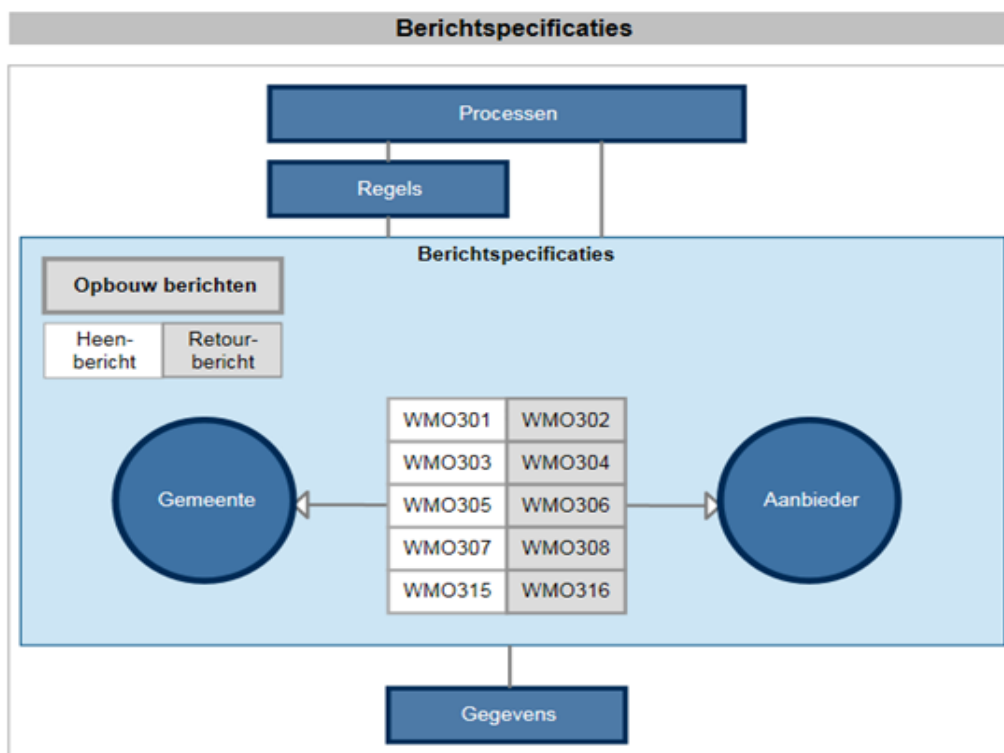 Berichtspecificaties
Processen
Regels
Berichtspecificaties
Opbouw berichten
Heen-
bericht
Retour-
bericht
WMO301 WMO302
WMO303 WMO304
Gemeente WMO305 WMO306 Aanbieder
WMO307 WMO308
WMO315 WMO316
Gegevens